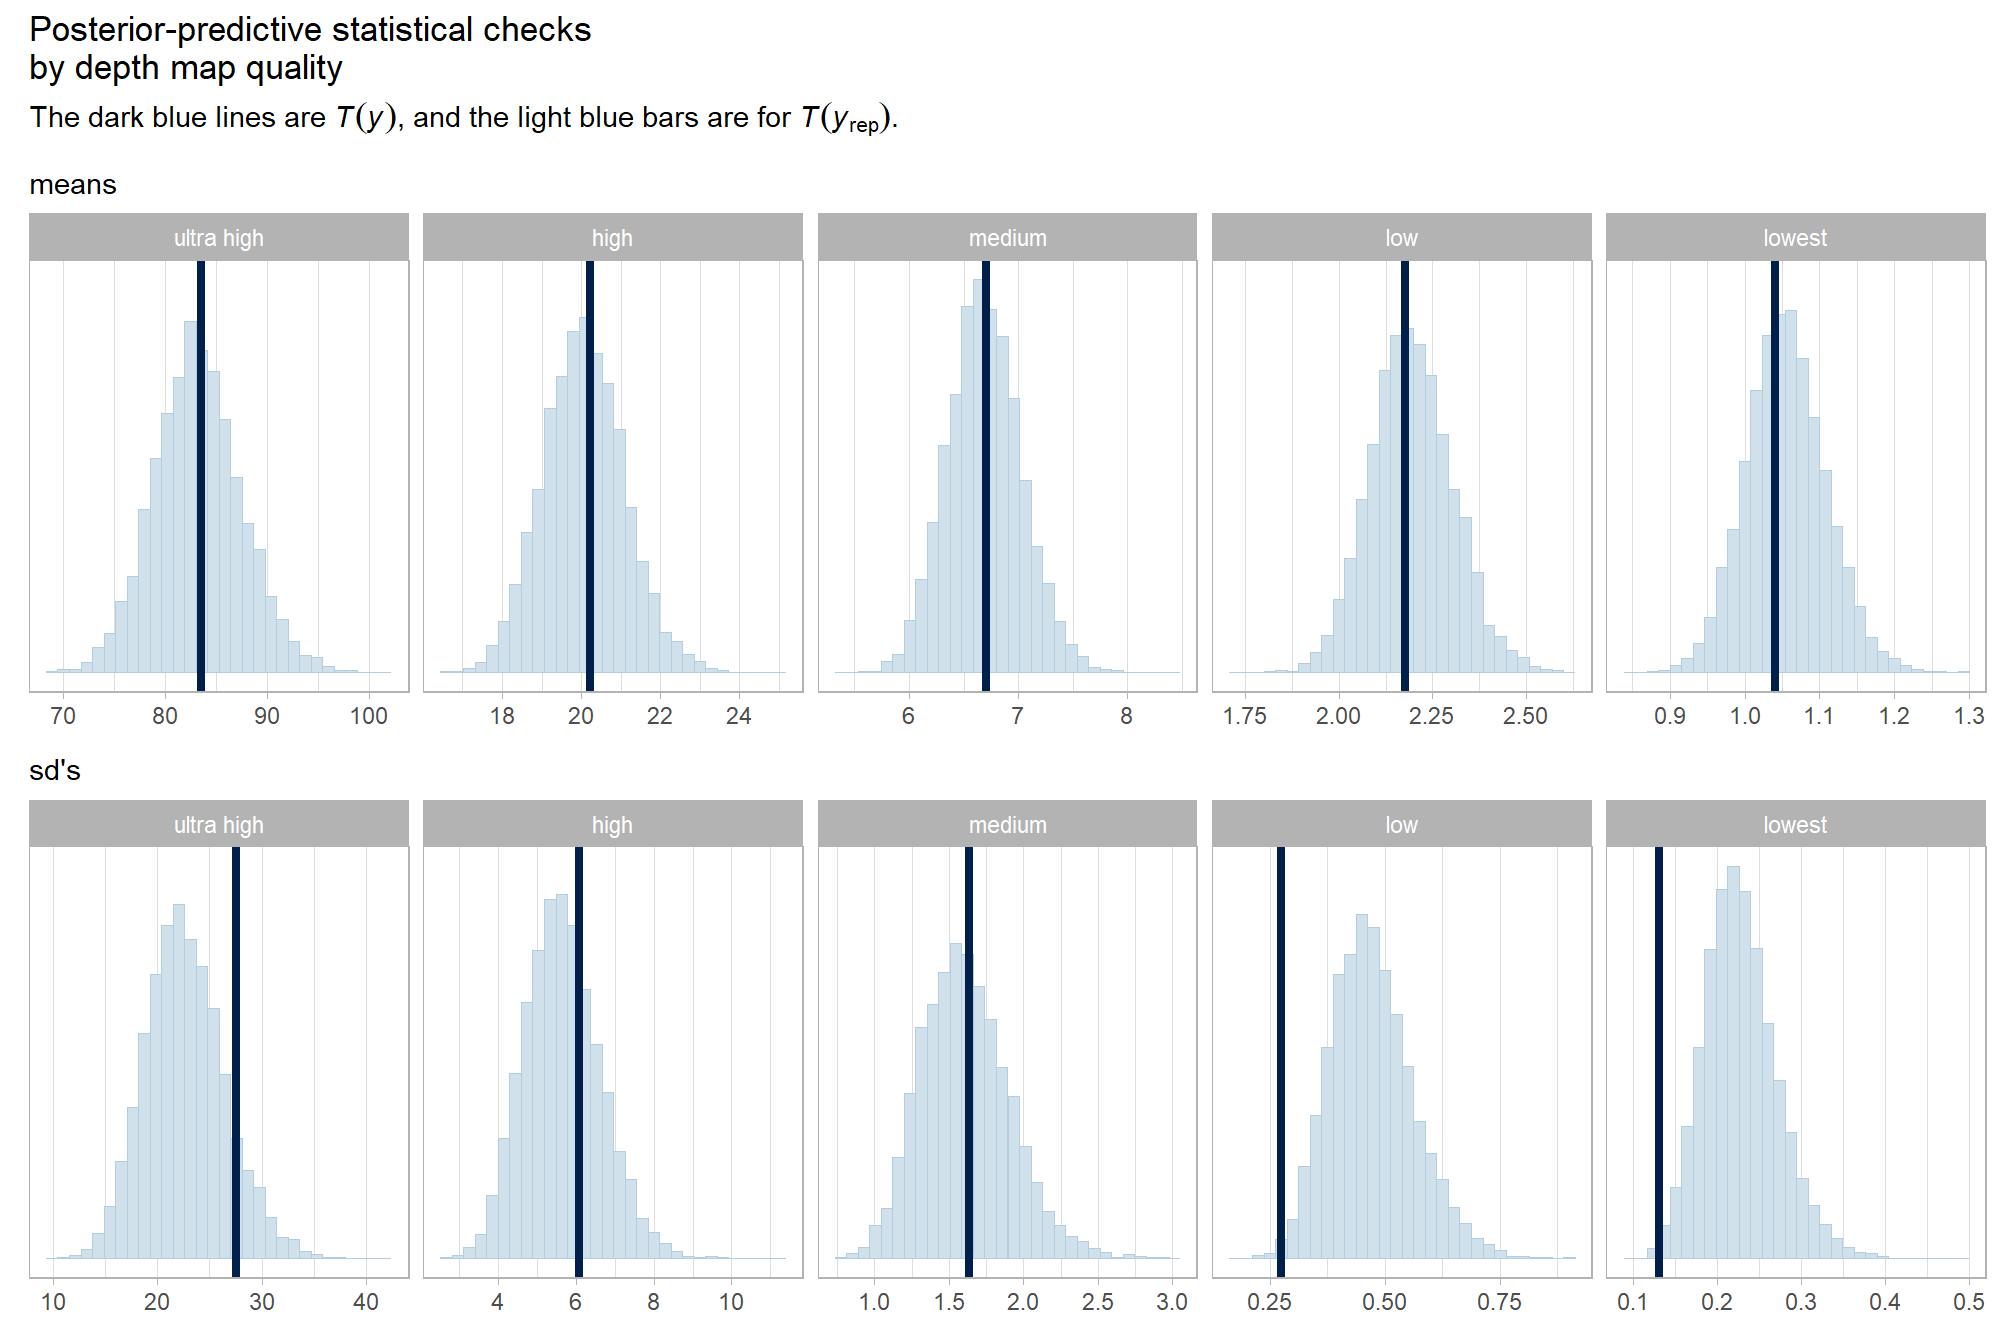 Posterior-predictive statistical checks
by depth map quality
The dark blue lines are T(y), and the light blue bars are for T(y_rep).
means
ultra high high medium low lowest
70 80 90 100 18 20 22 24 6 7 8 1.75 2.00 2.25 2.50 0.9 1.0 1.1 1.2 1.3
sd's
ultra high high medium low lowest
10 20 30 40 4 6 8 10 1.0 1.5 2.0 2.5 3.0 0.25 0.50 0.75 0.1 0.2 0.3 0.4 0.5